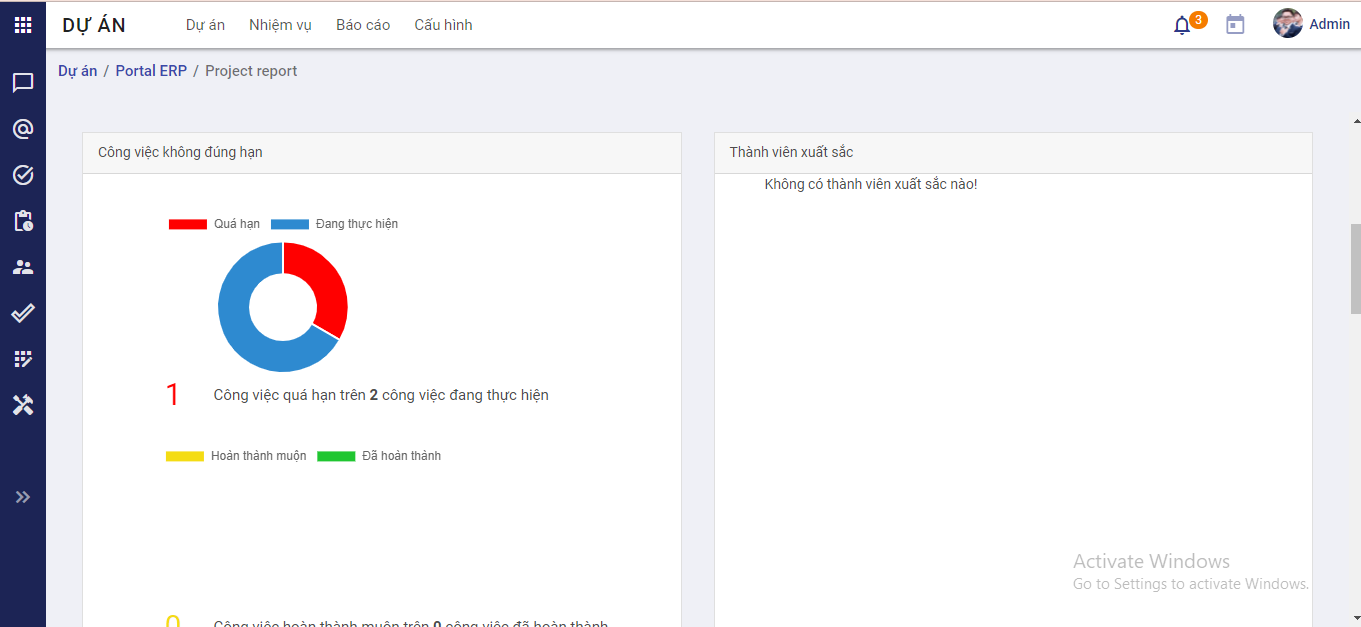 DỰ ÁN Dự án Nhiệm vụ Báo cáo Cấu hình 3 Admin
Dự án / Portal ERP / Project report
Công việc không đúng hạn
Quá hạn Đang thực hiện
1 Công việc quá hạn trên 2 công việc đang thực hiện
Hoàn thành muộn Đã hoàn thành
0 Công việc hoàn thành muộn trên 0 công việc đã hoàn thành
Thành viên xuất sắc
Không có thành viên xuất sắc nào!
Activate Windows
Go to Settings to activate Windows.